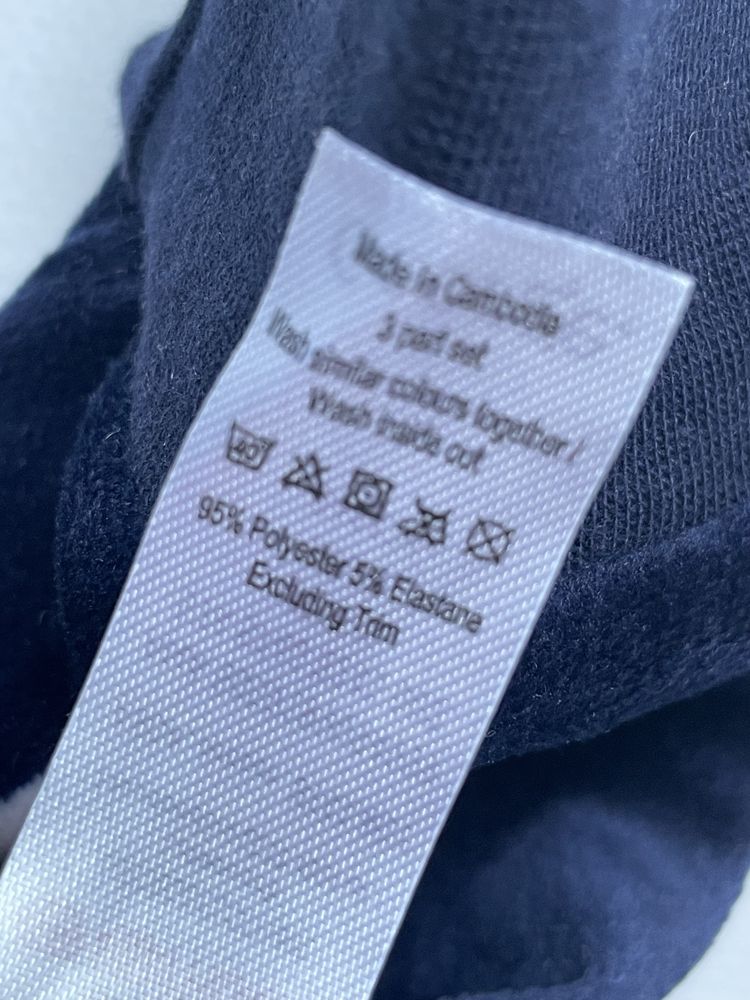 Made in Cambodia
3 part set
Wash similar colours together /
Wash inside out
40
95% Polyester 5% Elastane
Excluding Trim